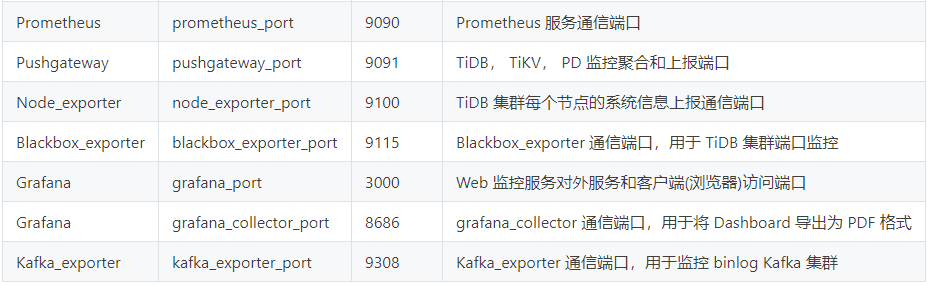 Prometheus prometheus_port 9090 Prometheus 服务通信端口
Pushgateway pushgateway_port 9091 TiDB， TiKV， PD 监控聚合和上报端口
Node_exporter node_exporter_port 9100 TiDB 集群每个节点的系统信息上报通信端口
Blackbox_exporter blackbox_exporter_port 9115 Blackbox_exporter 通信端口，用于 TiDB 集群端口监控
Grafana grafana_port 3000 Web 监控服务对外服务和客户端(浏览器)访问端口
Grafana grafana_collector_port 8686 grafana_collector 通信端口，用于将 Dashboard 导出为 PDF 格式
Kafka_exporter kafka_exporter_port 9308 Kafka_exporter 通信端口，用于监控 binlog Kafka 集群